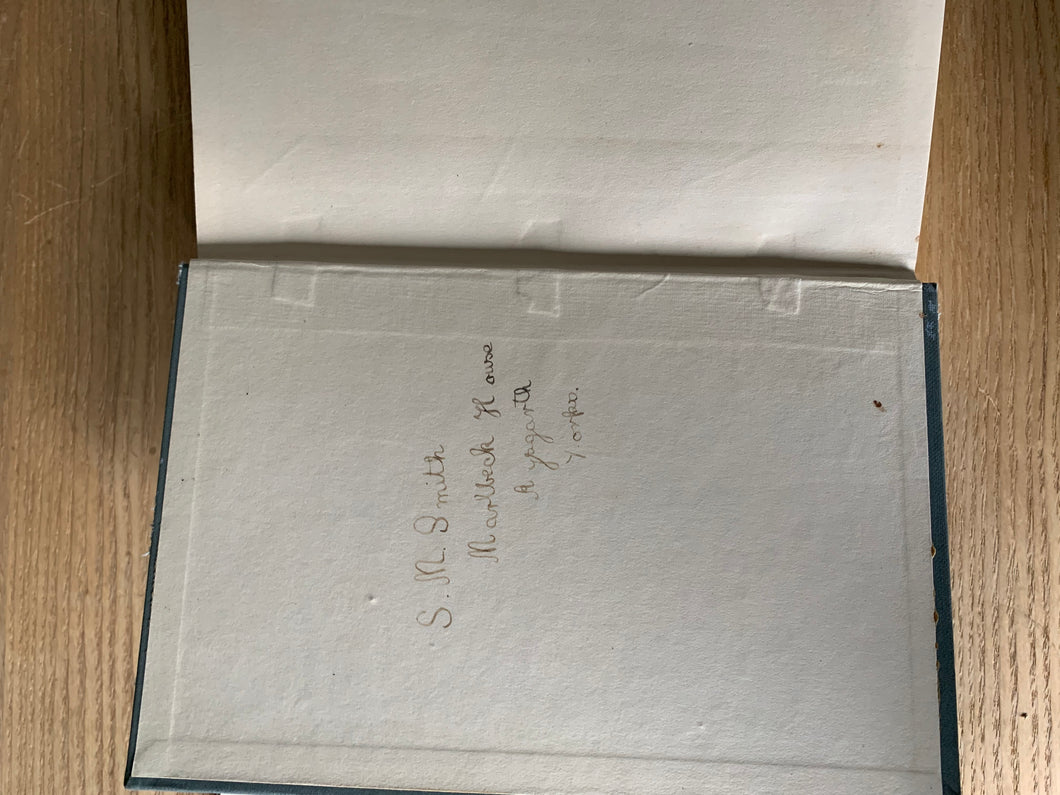 S. M. Smith
Marlbeck House
Aysgarth
Yorks.